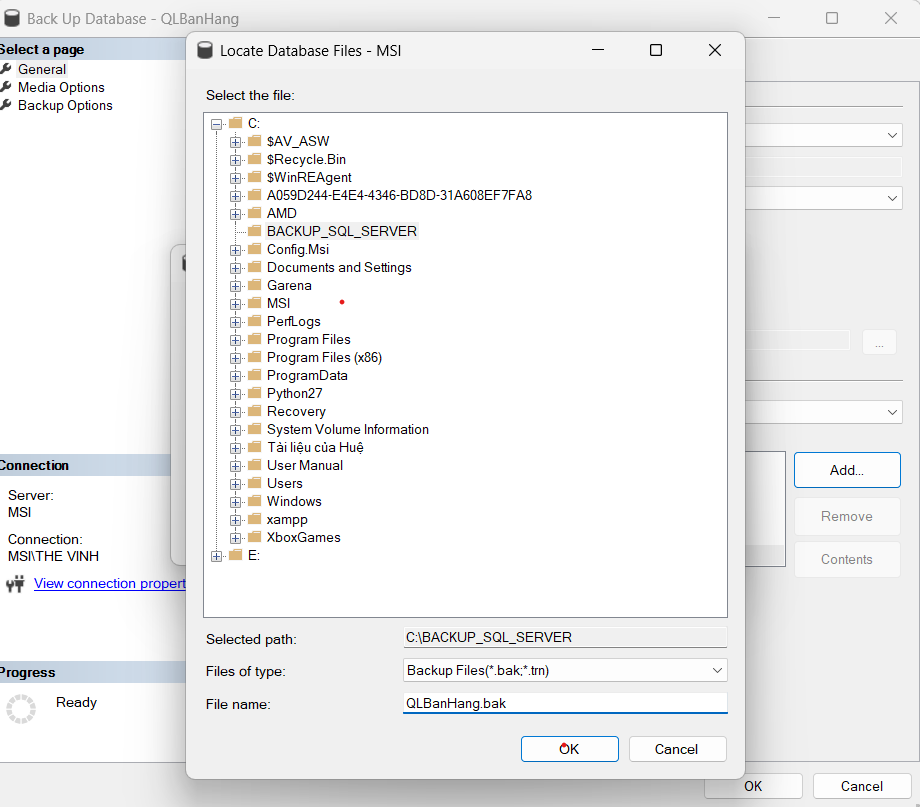 Back Up Database - QLBanHang
Select a page
General
Media Options
Backup Options
Locate Database Files - MSI
Select the file:
C:
$AV_ASW
$Recycle.Bin
$WinREAgent
A059D244-E4E4-4346-BD8D-31A608EF7FA8
AMD
BACKUP_SQL_SERVER
Config.Msi
Documents and Settings
Garena
MSI
PerfLogs
Program Files
Program Files (x86)
ProgramData
Python27
Recovery
System Volume Information
Tài liệu của Huệ
User Manual
Users
Windows
xampp
XboxGames
E:
Selected path:
C:\BACKUP_SQL_SERVER
Files of type:
Backup Files(*.bak;*.trn)
File name:
QLBanHang.bak
OK
Cancel
Connection
Server:
MSI
Connection:
MSI\THE VINH
View connection propert
Progress
Ready
...
Add...
Remove
Contents
OK
Cancel